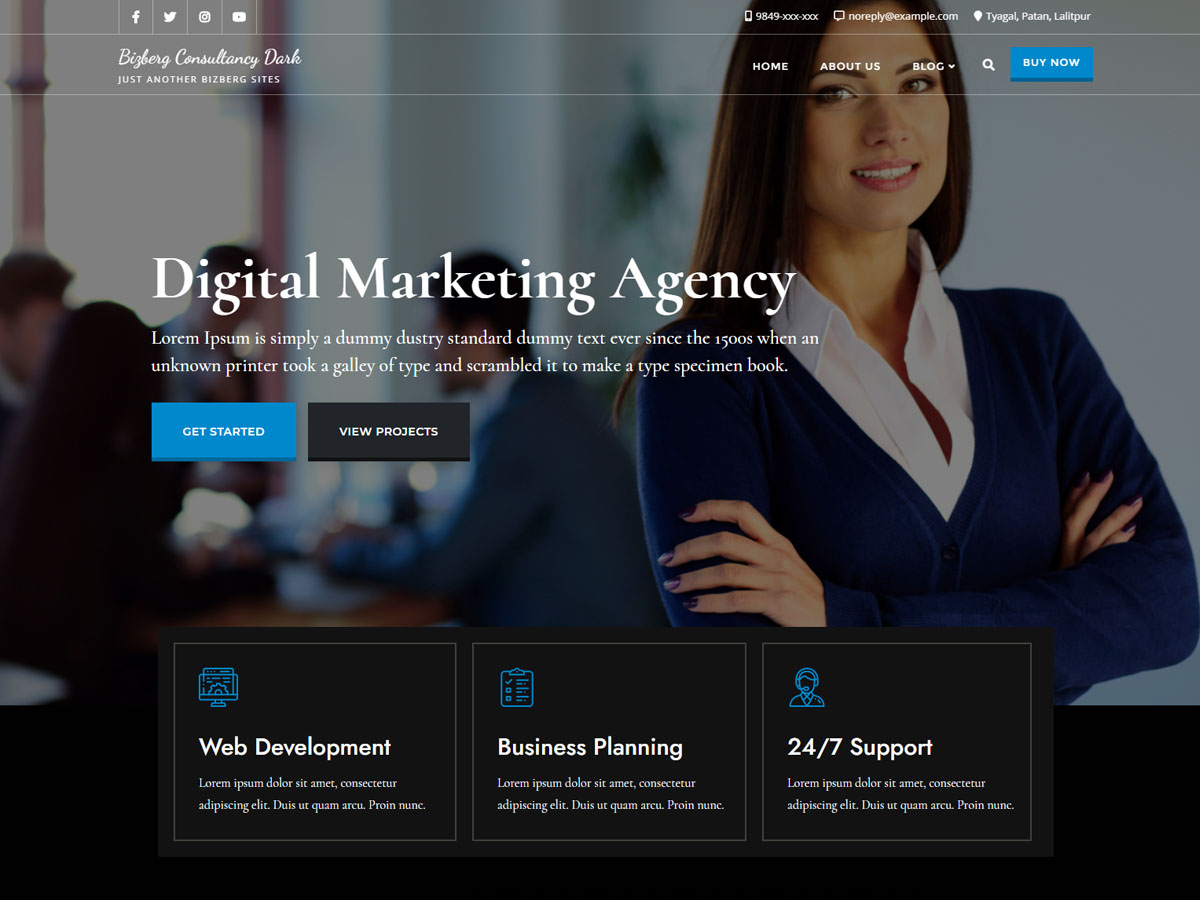 9849-xxx-xxx noreply@example.com Tyagal, Patan, Lalitpur
Bizberg Consultancy Dark
JUST ANOTHER BIZBERG SITES
HOME ABOUT US BLOG BUY NOW
Digital Marketing Agency
Lorem Ipsum is simply a dummy dustry standard dummy text ever since the 1500s when an
unknown printer took a galley of type and scrambled it to make a type specimen book.
GET STARTED VIEW PROJECTS
Web Development
Lorem ipsum dolor sit amet, consectetur
adipiscing elit. Duis ut quam arcu. Proin nunc.
Business Planning
Lorem ipsum dolor sit amet, consectetur
adipiscing elit. Duis ut quam arcu. Proin nunc.
24/7 Support
Lorem ipsum dolor sit amet, consectetur
adipiscing elit. Duis ut quam arcu. Proin nunc.